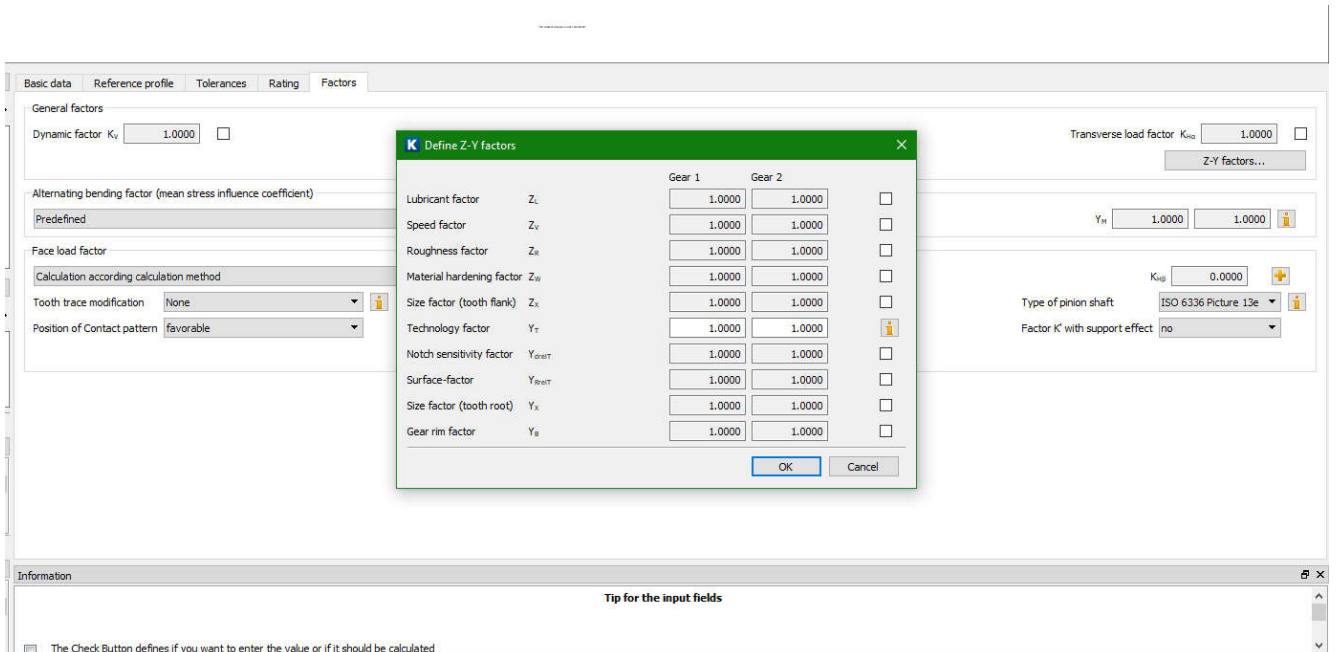 Basic data Reference profile Tolerances Rating Factors
General factors
Dynamic factor KV 1.0000
Transverse load factor KHα 1.0000
Z-Y factors...
Alternating bending factor (mean stress influence coefficient)
Predefined
YM 1.0000 1.0000
Face load factor
Calculation according calculation method
KHβ 0.0000
Tooth trace modification None
Type of pinion shaft ISO 6336 Picture 13e
Position of Contact pattern favorable
Factor K' with support effect no
K Define Z-Y factors
Gear 1 Gear 2
Lubricant factor ZL 1.0000 1.0000
Speed factor ZV 1.0000 1.0000
Roughness factor ZR 1.0000 1.0000
Material hardening factor ZW 1.0000 1.0000
Size factor (tooth flank) ZX 1.0000 1.0000
Technology factor YT 1.0000 1.0000
Notch sensitivity factor YdrelT 1.0000 1.0000
Surface-factor YRrelT 1.0000 1.0000
Size factor (tooth root) YX 1.0000 1.0000
Gear rim factor YB 1.0000 1.0000
OK Cancel
Information
Tip for the input fields
The Check Button defines if you want to enter the value or if it should be calculated